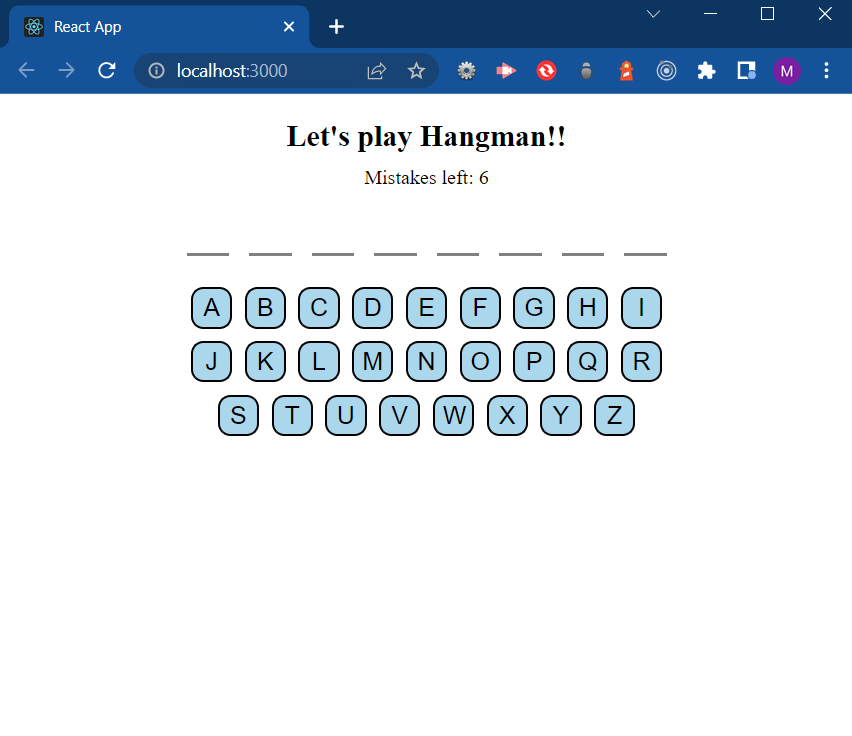 React App
localhost:3000
M
Let's play Hangman!!
Mistakes left: 6
A B C D E F G H I
J K L M N O P Q R
S T U V W X Y Z